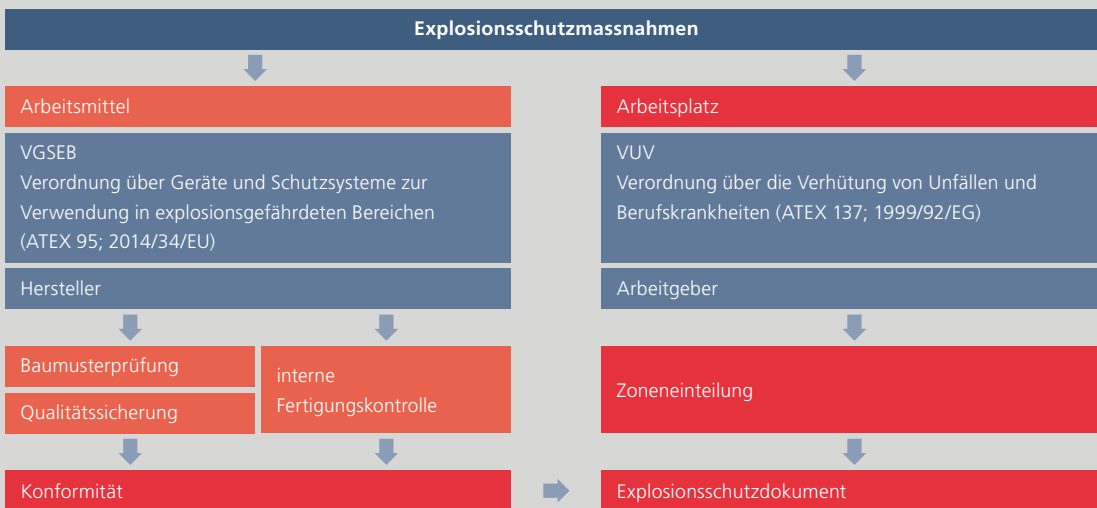 Explosionsschutzmassnahmen
Arbeitsmittel
VGSEB
Verordnung über Geräte und Schutzsysteme zur
Verwendung in explosionsgefährdeten Bereichen
(ATEX 95; 2014/34/EU)
Hersteller
Baumusterprüfung
Qualitätssicherung
interne
Fertigungskontrolle
Konformität
Arbeitsplatz
VUV
Verordnung über die Verhütung von Unfällen und
Berufskrankheiten (ATEX 137; 1999/92/EG)
Arbeitgeber
Zoneneinteilung
Explosionsschutzdokument